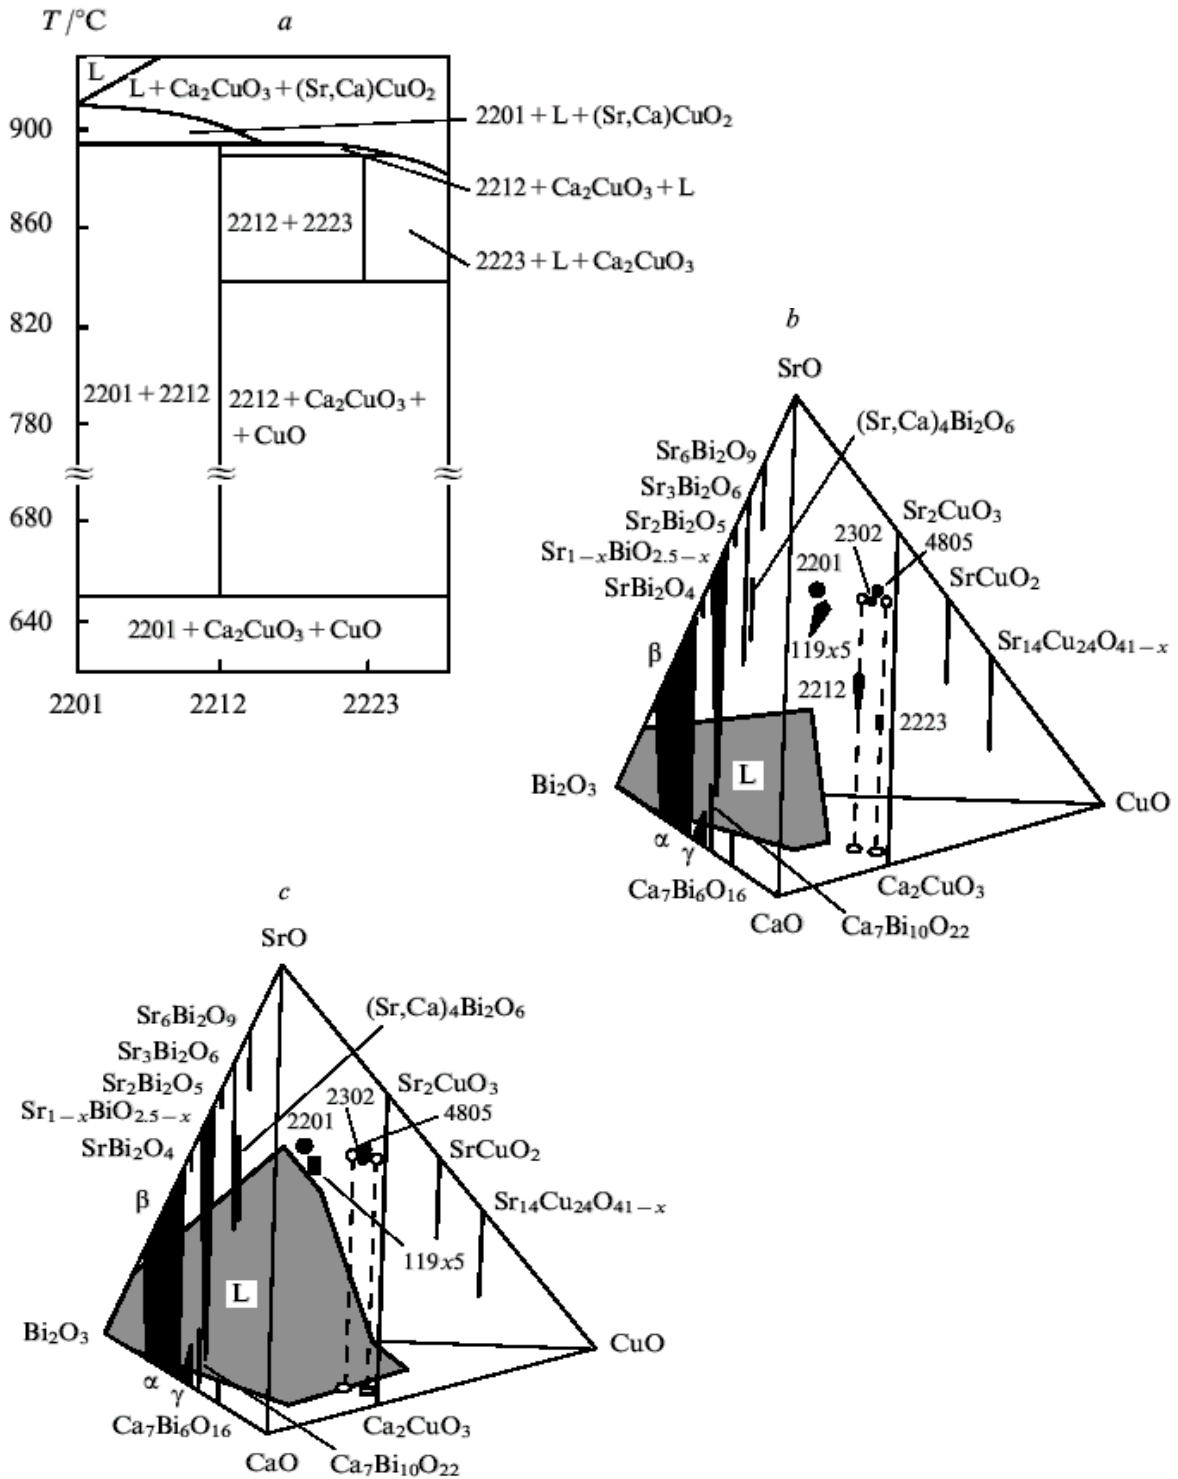 T /°C
a
L
L + Ca₂CuO₃ + (Sr,Ca)CuO₂
900
2201 + L + (Sr,Ca)CuO₂
2212 + Ca₂CuO₃ + L
860
2212 + 2223
2223 + L + Ca₂CuO₃
820
780
2201 + 2212
2212 + Ca₂CuO₃ +
+ CuO
680
640
2201 + Ca₂CuO₃ + CuO
2201
2212
2223
b
SrO
(Sr,Ca)₄Bi₂O₆
Sr₆Bi₂O₉
Sr₃Bi₂O₆
Sr₂Bi₂O₅
Sr₁₋ₓBiO₂.₅₋ₓ
SrBi₂O₄
Sr₂CuO₃
2302
4805
2201
SrCuO₂
119x5
Sr₁₄Cu₂₄O₄₁₋ₓ
β
2212
2223
L
Bi₂O₃
CuO
α
γ
Ca₇Bi₆O₁₆
Ca₂CuO₃
CaO
Ca₇Bi₁₀O₂₂
c
SrO
(Sr,Ca)₄Bi₂O₆
Sr₆Bi₂O₉
Sr₃Bi₂O₆
Sr₂Bi₂O₅
Sr₁₋ₓBiO₂.₅₋ₓ
SrBi₂O₄
Sr₂CuO₃
2302
4805
2201
SrCuO₂
β
Sr₁₄Cu₂₄O₄₁₋ₓ
119x5
L
Bi₂O₃
CuO
α
γ
Ca₇Bi₆O₁₆
Ca₂CuO₃
CaO
Ca₇Bi₁₀O₂₂